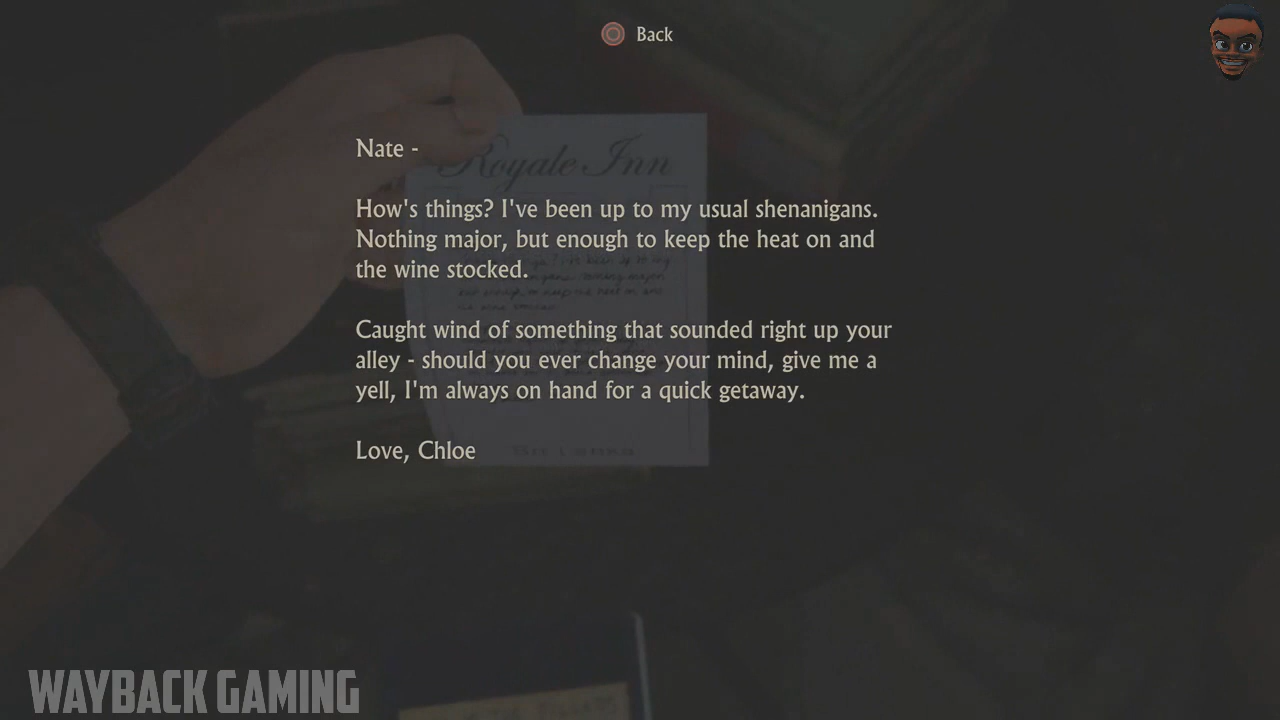 Back
Nate -
Royale Inn
How's things? I've been up to my usual shenanigans.
Nothing major, but enough to keep the heat on and
the wine stocked.
Caught wind of something that sounded right up your
alley - should you ever change your mind, give me a
yell, I'm always on hand for a quick getaway.
Love, Chloe
WAYBACK GAMING